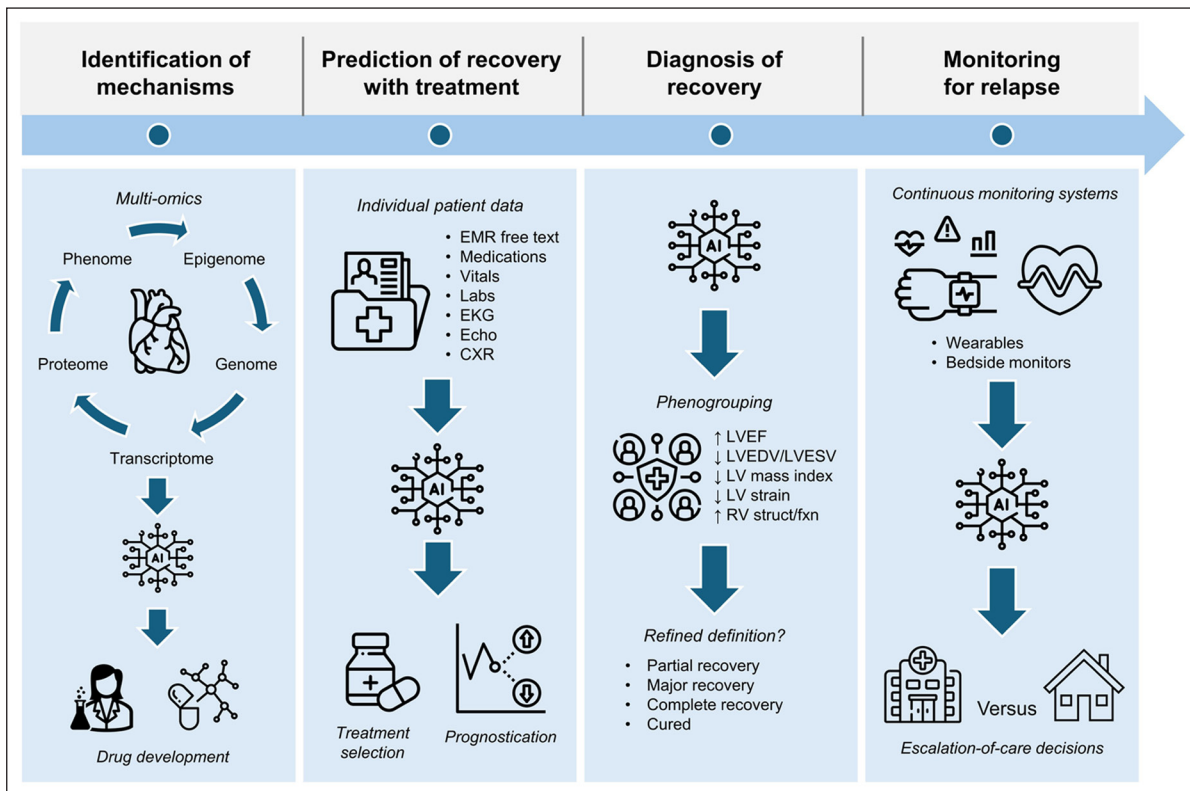 Identification of
mechanisms
Prediction of recovery
with treatment
Diagnosis of
recovery
Monitoring
for relapse
Multi-omics
Phenome
Epigenome
Proteome
Genome
Transcriptome
AI
Drug development
Individual patient data
• EMR free text
• Medications
• Vitals
• Labs
• EKG
• Echo
• CXR
AI
Treatment
selection
Prognostication
AI
Phenogrouping
↑ LVEF
↓ LVEDV/LVESV
↓ LV mass index
↓ LV strain
↑ RV struct/fxn
Refined definition?
• Partial recovery
• Major recovery
• Complete recovery
• Cured
Continuous monitoring systems
• Wearables
• Bedside monitors
AI
Versus
Escalation-of-care decisions